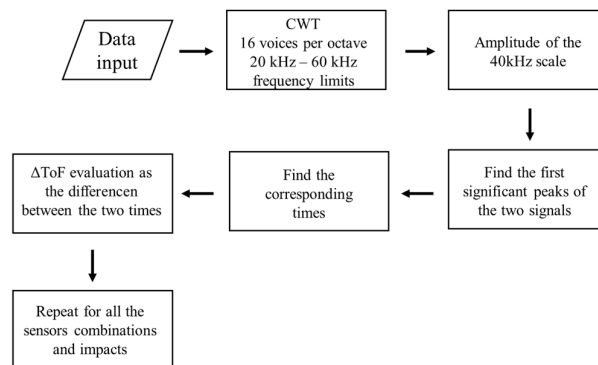 Data
input
CWT
16 voices per octave
20 kHz – 60 kHz
frequency limits
Amplitude of the
40kHz scale
Find the first
significant peaks of
the two signals
Find the
corresponding
times
ΔToF evaluation as
the differencen
between the two times
Repeat for all the
sensors combinations
and impacts